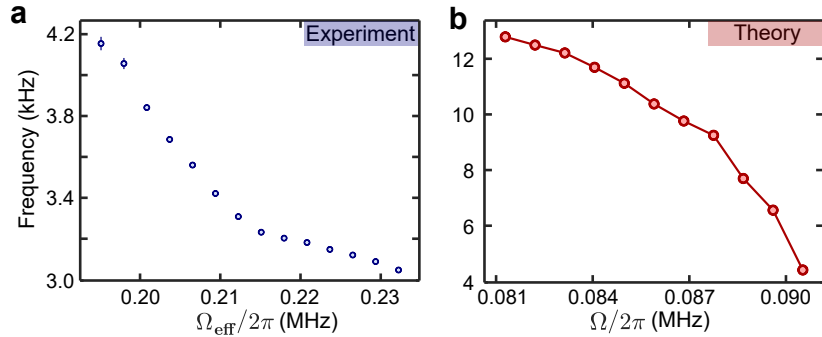 a
Experiment
4.2
3.8
3.4
3.0
Frequency (kHz)
0.20
0.21
0.22
0.23
Ω_eff/2π (MHz)
b
Theory
12
10
8
6
4
0.081
0.084
0.087
0.090
Ω/2π (MHz)